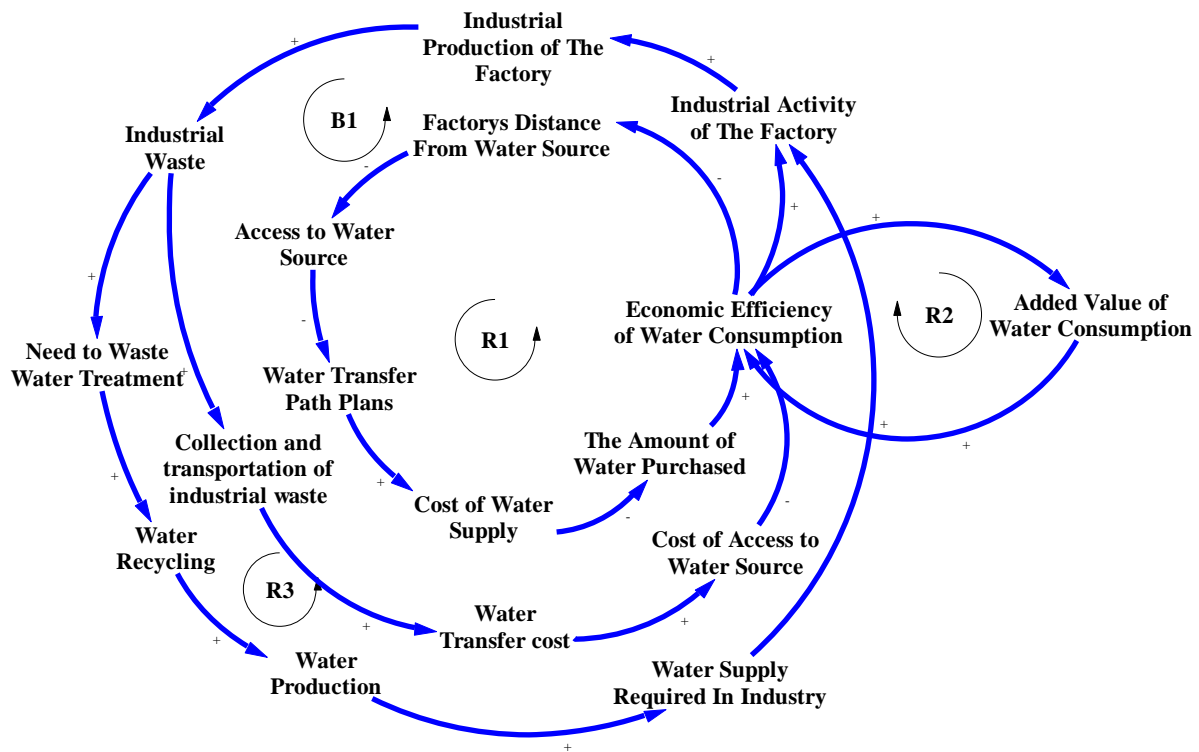 Industrial
Production of The
Factory
+
+
Industrial Activity
of The Factory
B1
Factorys Distance
From Water Source
Industrial
Waste
-
-
+
+
Access to Water
Source
+
-
Economic Efficiency
of Water Consumption
R2
Added Value of
Water Consumption
R1
Need to Waste
Water Treatment
+
Water Transfer
Path Plans
+
+
+
The Amount of
Water Purchased
Collection and
transportation of
industrial waste
+
+
Cost of Water
Supply
-
-
Water
Recycling
Cost of Access to
Water Source
R3
+
+
+
Water
Transfer cost
Water
Production
Water Supply
Required In Industry
+